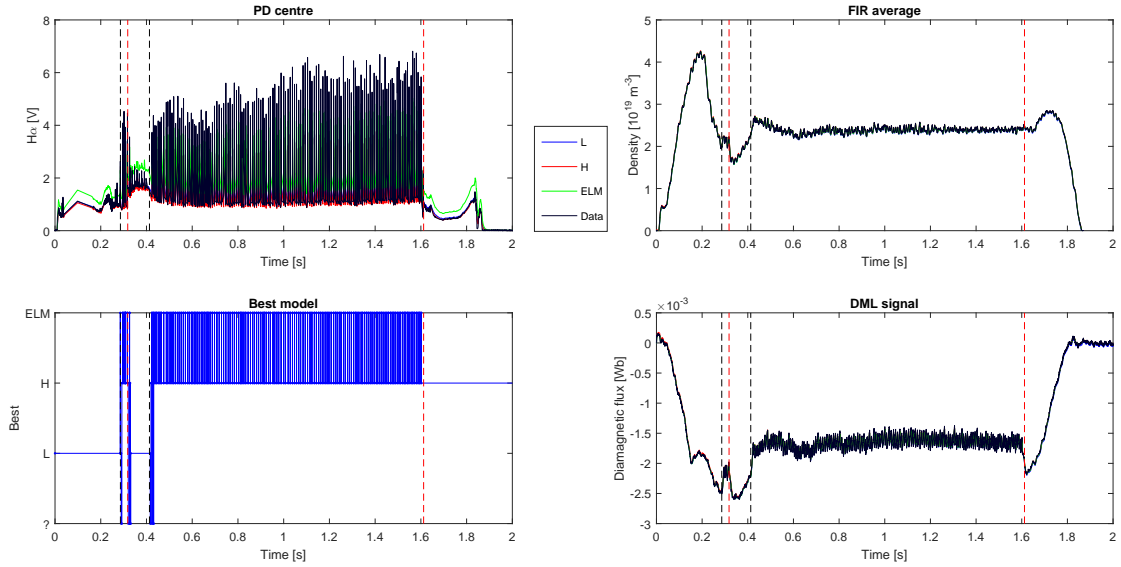 PD centre
8
6
4
2
0
Hα [V]
0 0.2 0.4 0.6 0.8 1 1.2 1.4 1.6 1.8 2
Time [s]
L
H
ELM
Data
FIR average
5
4
3
2
1
0
Density [10^19 m^-3]
0 0.2 0.4 0.6 0.8 1 1.2 1.4 1.6 1.8 2
Time [s]
Best model
ELM
H
L
?
Best
0 0.2 0.4 0.6 0.8 1 1.2 1.4 1.6 1.8 2
Time [s]
DML signal
×10^-3
0.5
0
-0.5
-1
-1.5
-2
-2.5
-3
Diamagnetic flux [Wb]
0 0.2 0.4 0.6 0.8 1 1.2 1.4 1.6 1.8 2
Time [s]